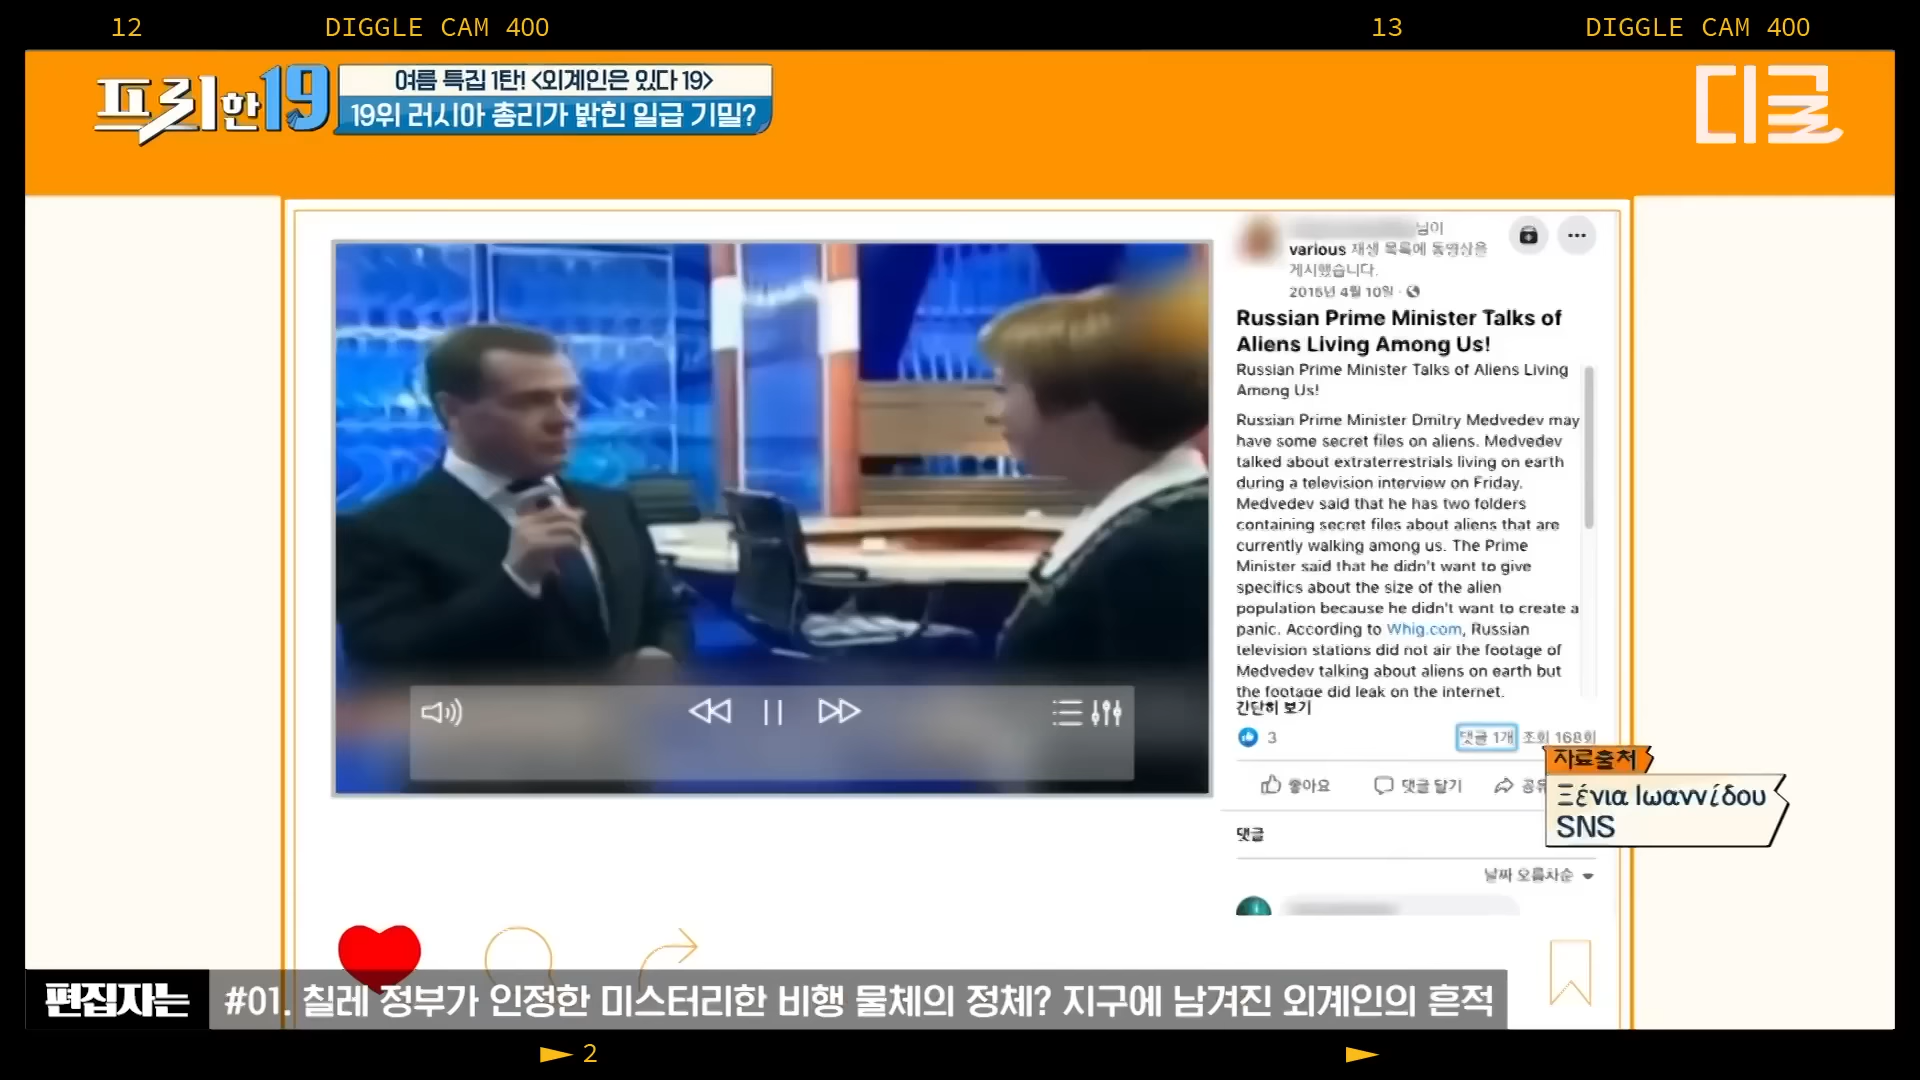 12
DIGGLE CAM 400
13
DIGGLE CAM 400
프리한19
여름 특집 1탄! <외계인은 있다 19>
19위 러시아 총리가 밝힌 일급 기밀?
디글
님이
various 재생 목록에 동영상을
게시했습니다.
2016년 4월 10일
Russian Prime Minister Talks of
Aliens Living Among Us!
Russian Prime Minister Talks of Aliens Living
Among Us!
Russian Prime Minister Dmitry Medvedev may
have some secret files on aliens. Medvedev
talked about extraterrestrials living on earth
during a television interview on Friday.
Medvedev said that he has two folders
containing secret files about aliens that are
currently walking among us. The Prime
Minister said that he didn't want to give
specifics about the size of the alien
population because he didn't want to create a
panic. According to Whig.com, Russian
television stations did not air the footage of
Medvedev talking about aliens on earth but
the footage did leak on the internet.
간단히 보기
3
댓글 1개 조회 168회
좋아요
댓글 달기
공유
자료출처
Ξένια Ιωαννίδου
SNS
댓글
날짜 오름차순
편집자는
#01. 칠레 정부가 인정한 미스터리한 비행 물체의 정체? 지구에 남겨진 외계인의 흔적
2